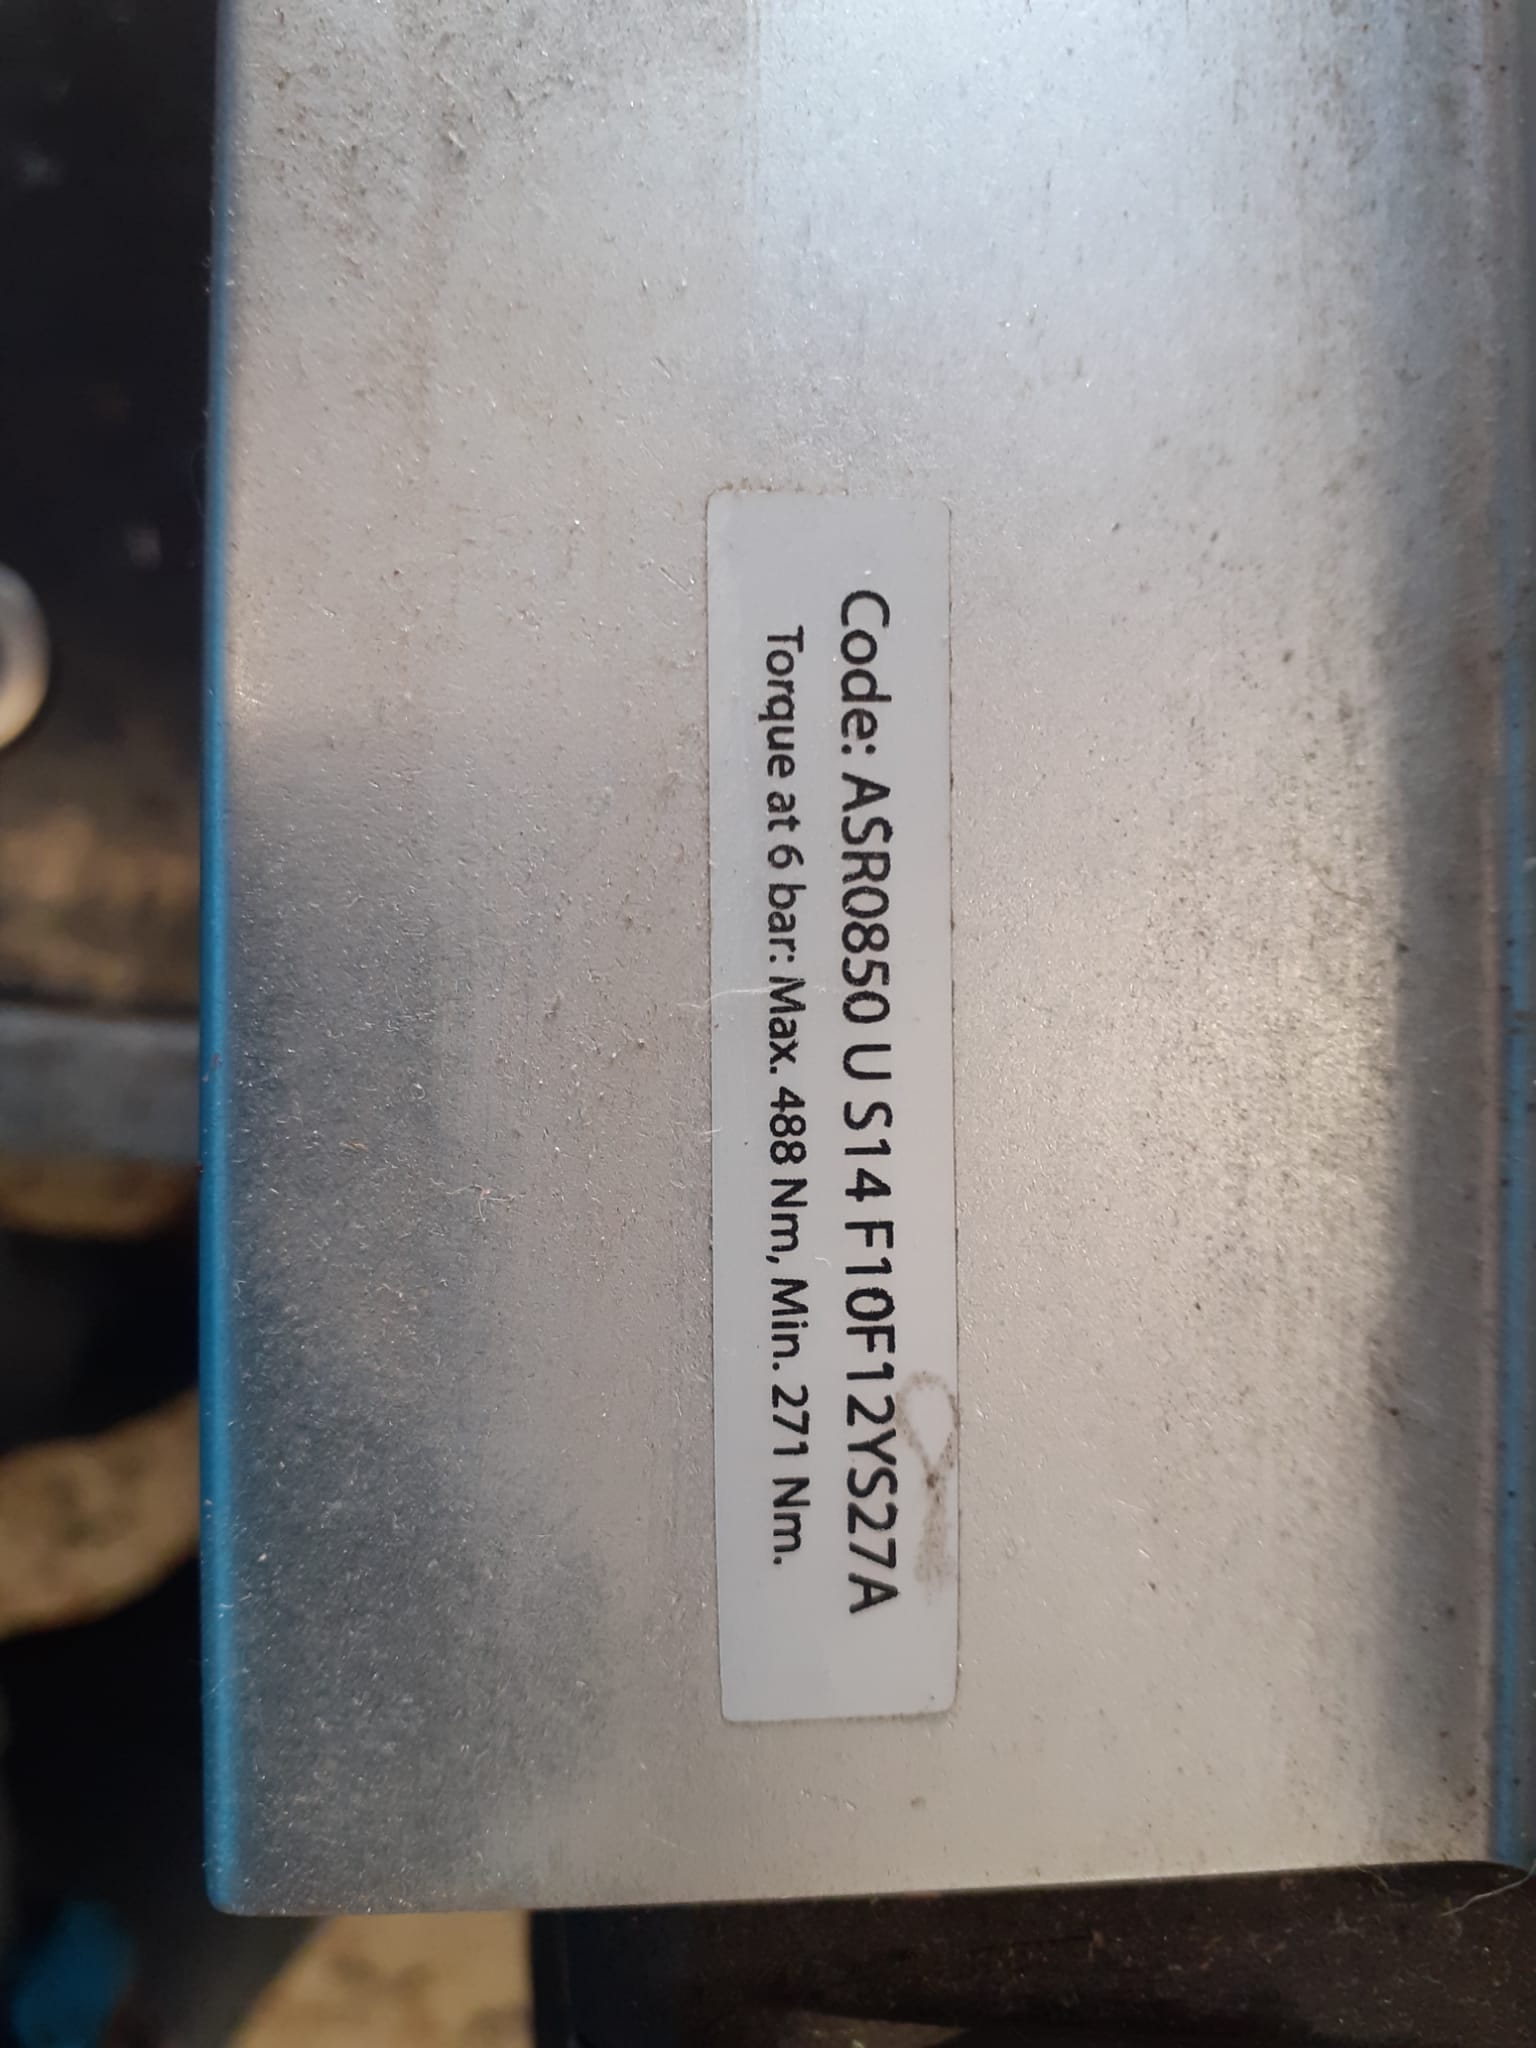 Code: ASR0850 U S14 F10F12YS27A
Torque at 6 bar: Max. 488 Nm, Min. 271 Nm.